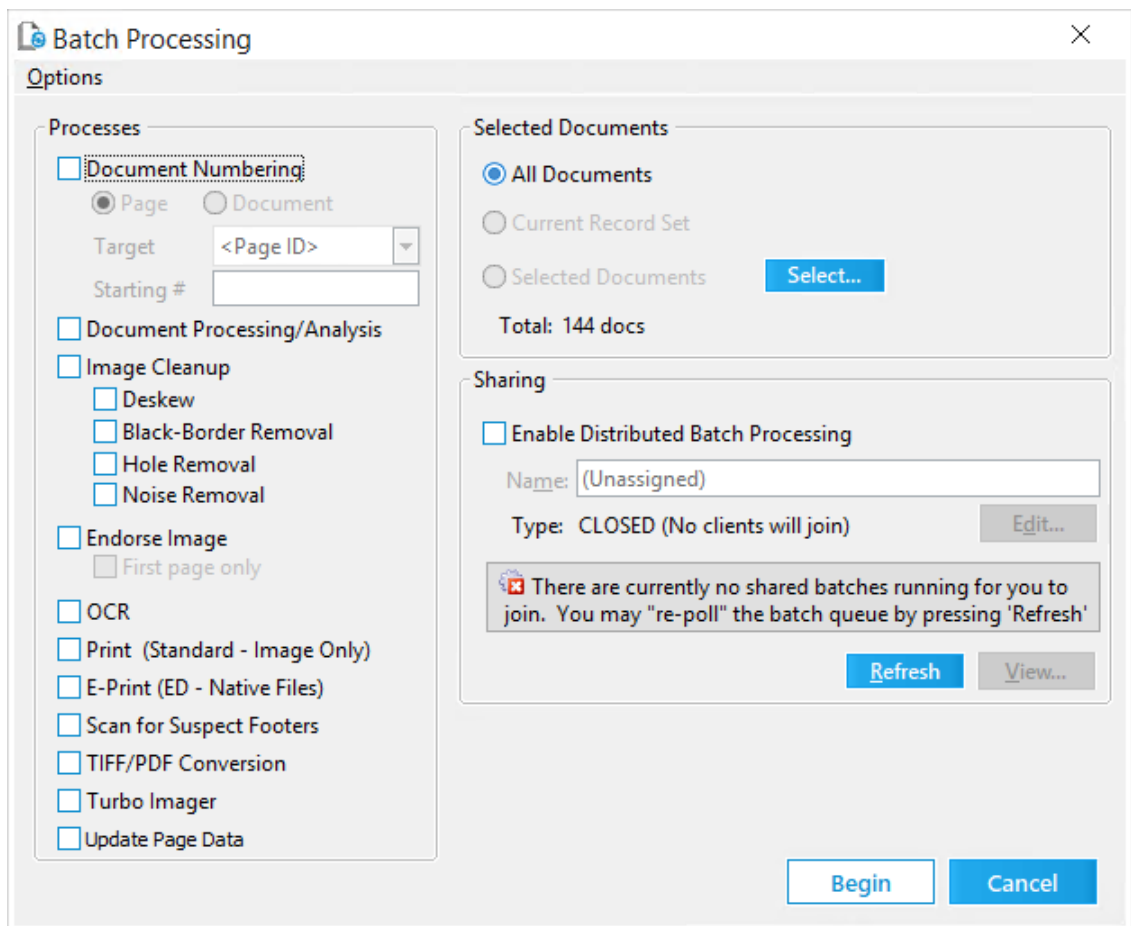 Batch Processing
Options
Processes
Document Numbering
Page Document
Target <Page ID>
Starting #
Document Processing/Analysis
Image Cleanup
Deskew
Black-Border Removal
Hole Removal
Noise Removal
Endorse Image
First page only
OCR
Print (Standard - Image Only)
E-Print (ED - Native Files)
Scan for Suspect Footers
TIFF/PDF Conversion
Turbo Imager
Update Page Data
Selected Documents
All Documents
Current Record Set
Selected Documents Select...
Total: 144 docs
Sharing
Enable Distributed Batch Processing
Name: (Unassigned)
Type: CLOSED (No clients will join) Edit...
There are currently no shared batches running for you to
join. You may "re-poll" the batch queue by pressing 'Refresh'
Refresh View...
Begin Cancel